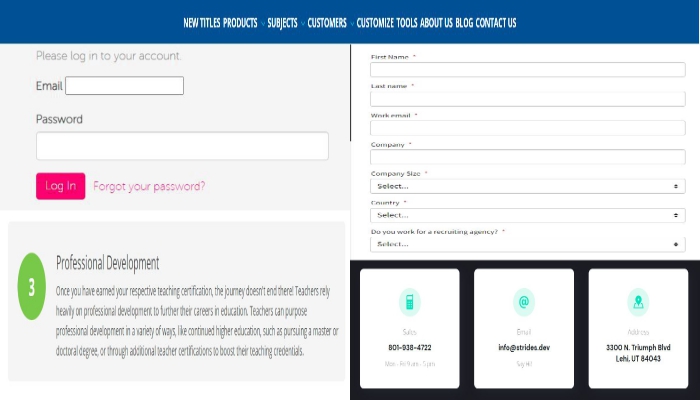 NEW TITLES PRODUCTS SUBJECTS CUSTOMERS CUSTOMIZE TOOLS ABOUT US BLOG CONTACT US
Please log in to your account.
Email
Password
Log In Forgot your password?
3
Professional Development
Once you have earned your respective teaching certification, the journey doesn't end there! Teachers rely
heavily on professional development to further their careers in education. Teachers can purpose
professional development in a variety of ways, like continued higher education, such as pursuing a master or
doctoral degree, or through additional teacher certifications to boost their teaching credentials.
First Name *
Last name *
Work email *
Company *
Company Size *
Select...
Country *
Select...
Do you work for a recruiting agency? *
Select...
Sales
801-938-4722
Mon - Fri 9 am - 5 pm
Email
info@strides.dev
Say Hi!
Address
3300 N. Triumph Blvd
Lehi, UT 84043